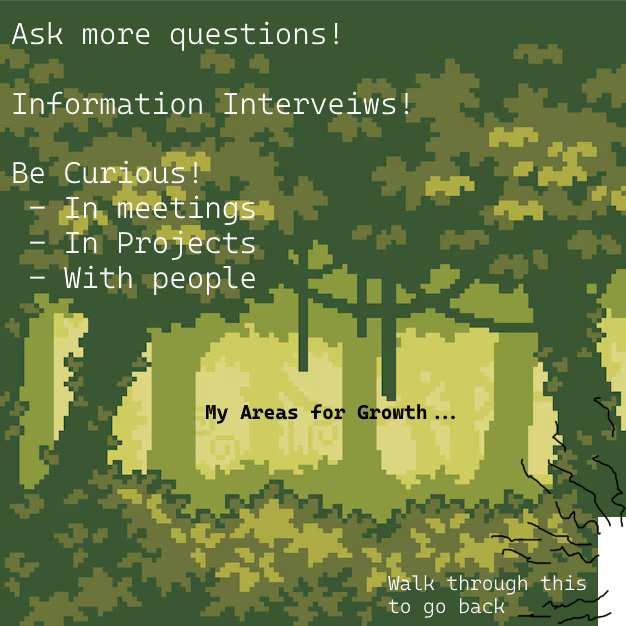 Ask more questions!
Information Interveiws!
Be Curious!
- In meetings
- In Projects
- With people
My Areas for Growth...
Walk through this
to go back